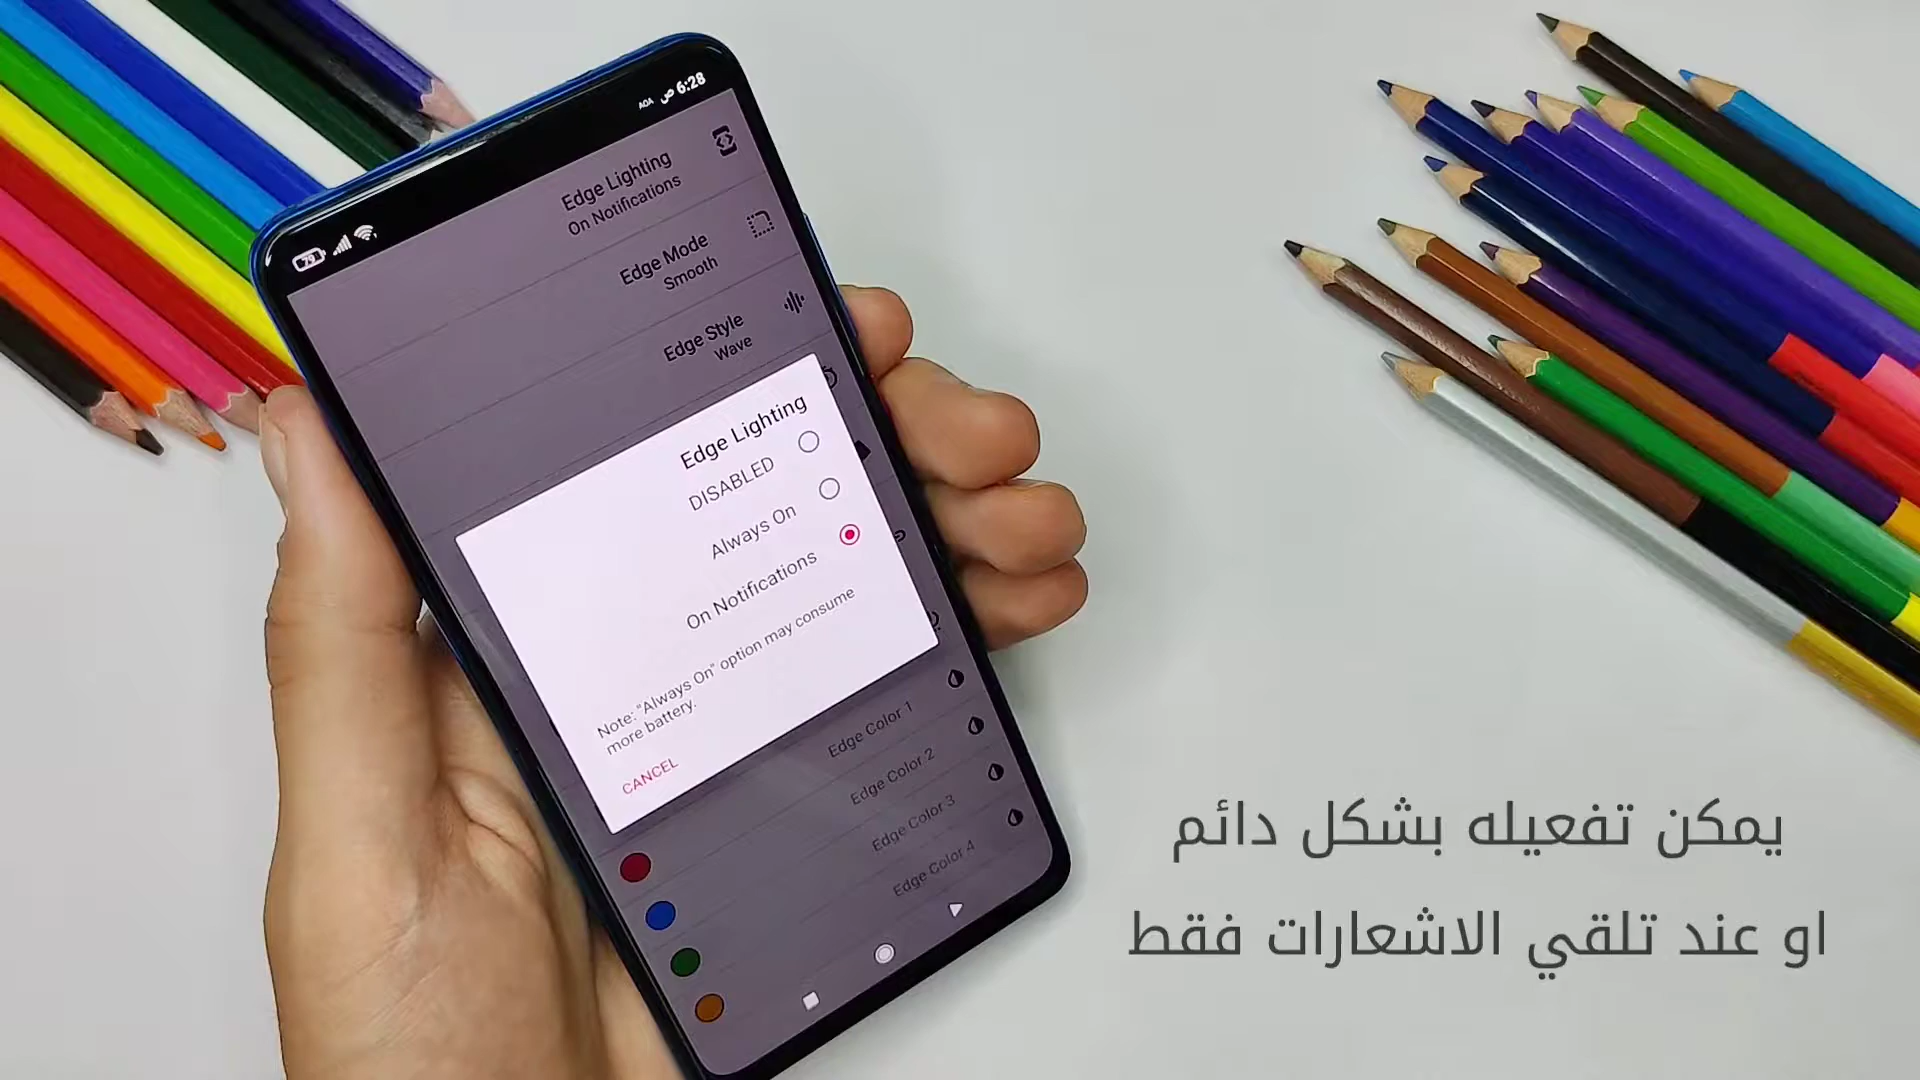 6:28 ص AOA
79
Edge Lighting
On Notifications
Edge Mode
Smooth
Edge Style
Wave
Edge Lighting
DISABLED
Always On
On Notifications
Note: "Always On" option may consume
more battery.
CANCEL
Edge Color 1
Edge Color 2
Edge Color 3
Edge Color 4
يمكن تفعيله بشكل دائم
او عند تلقي الاشعارات فقط